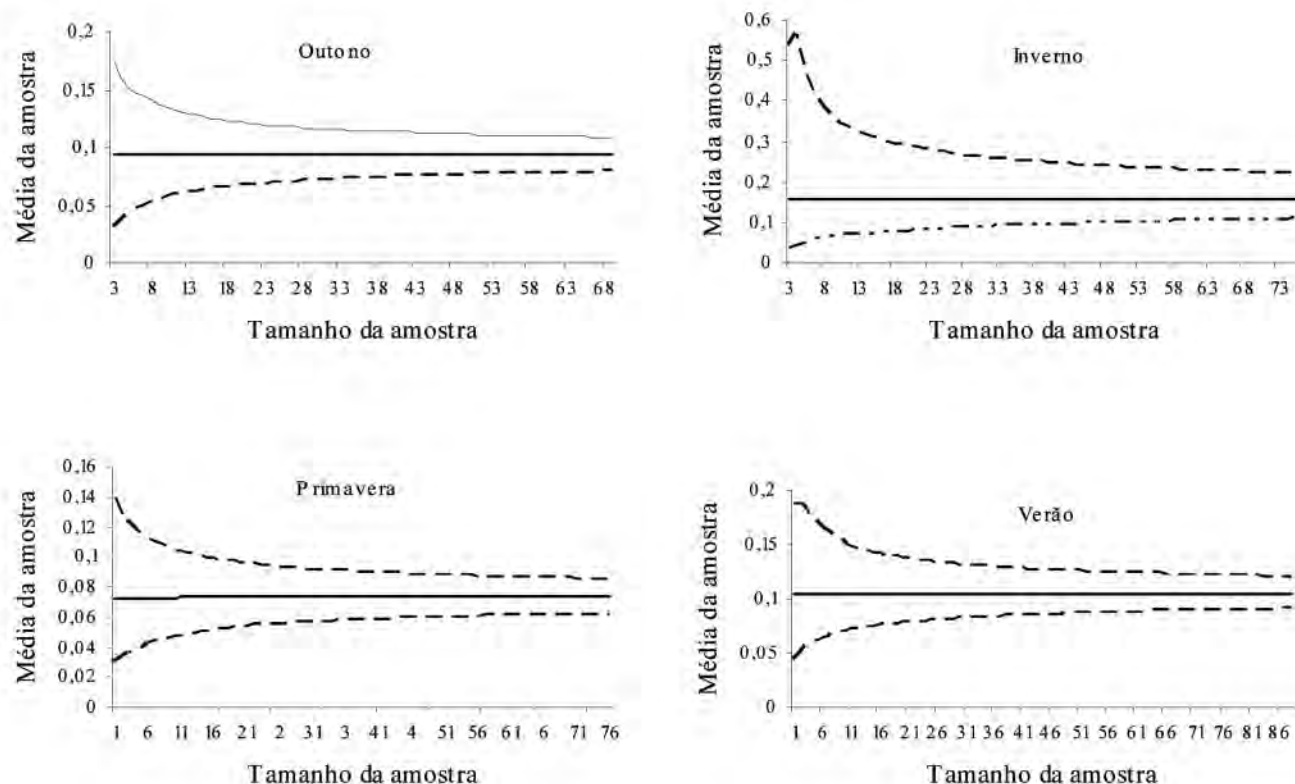 Outono
Média da amostra
0,2
0,15
0,1
0,05
0
3 8 13 18 23 28 33 38 43 48 53 58 63 68
Tamanho da amostra
Inverno
Média da amostra
0,6
0,5
0,4
0,3
0,2
0,1
0
3 8 13 18 23 28 33 38 43 48 53 58 63 68 73
Tamanho da amostra
Primavera
Média da amostra
0,16
0,14
0,12
0,1
0,08
0,06
0,04
0,02
0
1 6 11 16 21 2 31 3 41 4 51 56 61 6 71 76
Tamanho da amostra
Verão
Média da amostra
0,2
0,15
0,1
0,05
0
1 6 11 16 21 26 31 36 41 46 51 56 61 66 71 76 81 86
Tamanho da amostra